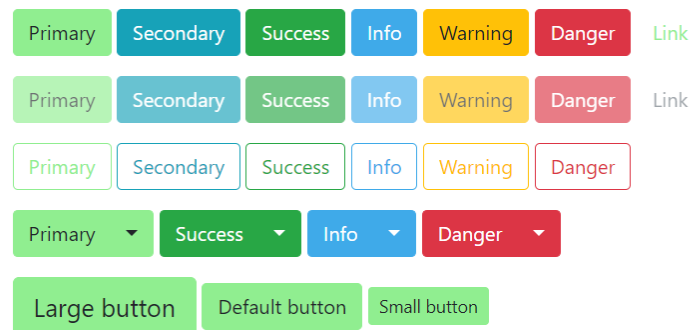 Primary Secondary Success Info Warning Danger Link
Primary Secondary Success Info Warning Danger Link
Primary Secondary Success Info Warning Danger
Primary Success Info Danger
Large button Default button Small button